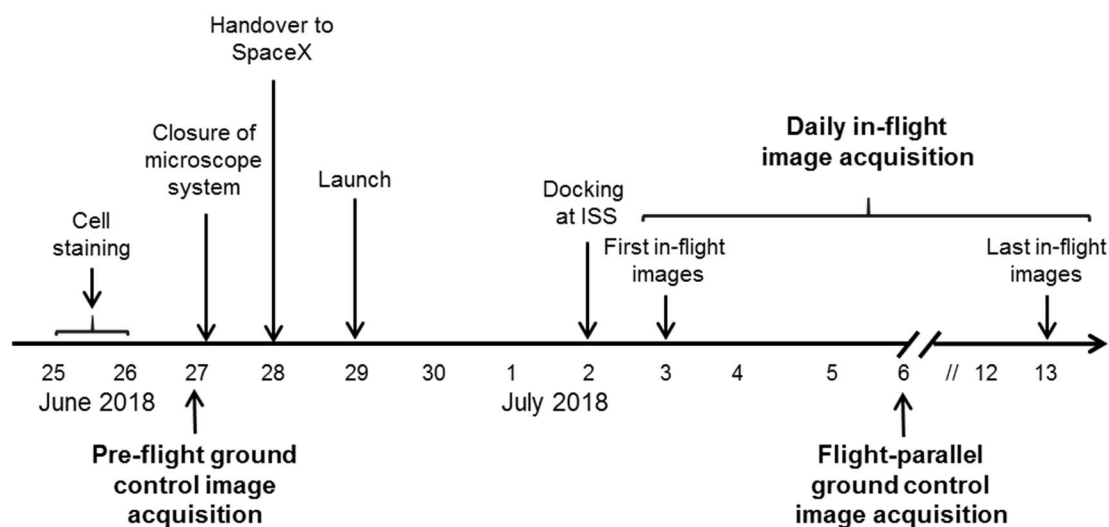 Handover to
SpaceX
Closure of
microscope
system
Daily in-flight
image acquisition
Launch
Docking
at ISS
Cell
staining
First in-flight
images
Last in-flight
images
25 26 27 28 29 30 1 2 3 4 5 6 // 12 13
June 2018 July 2018
Pre-flight ground
control image
acquisition
Flight-parallel
ground control
image acquisition